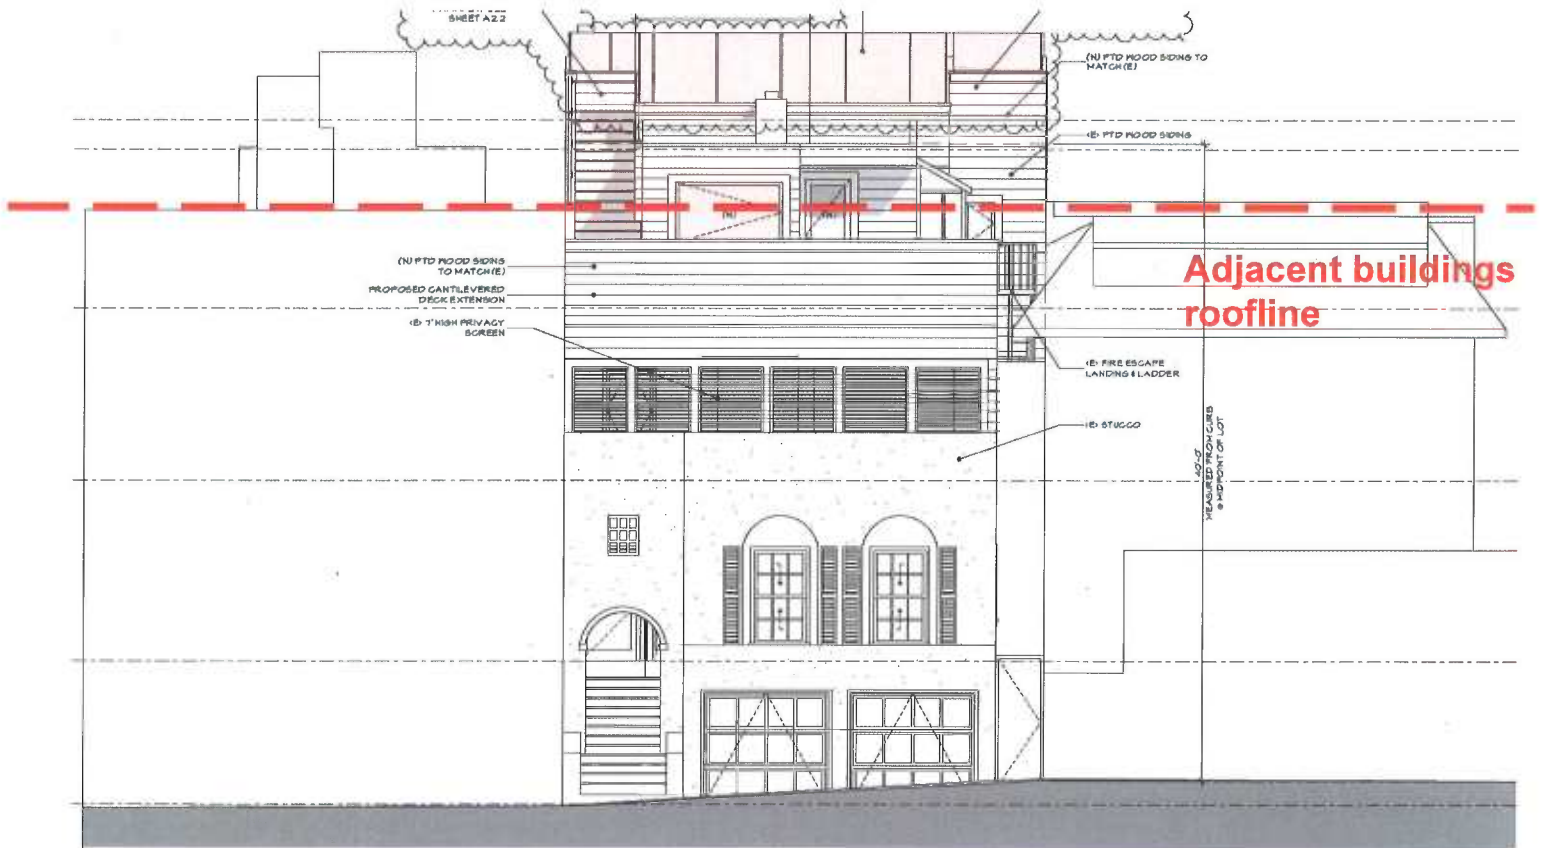 SHEET A2.2
(N) PTD WOOD SIDING TO
MATCH (E)
(E) PTD WOOD SIDING
(N)
(N) PTD WOOD SIDING
TO MATCH (E)
PROPOSED CANTILEVERED
DECK EXTENSION
(E) 7' HIGH PRIVACY
SCREEN
Adjacent buildings
roofline
(E) FIRE ESCAPE
LANDING & LADDER
(E) STUCCO
40'-0"
MEASURED FROM CURB
@ MIDPOINT OF LOT